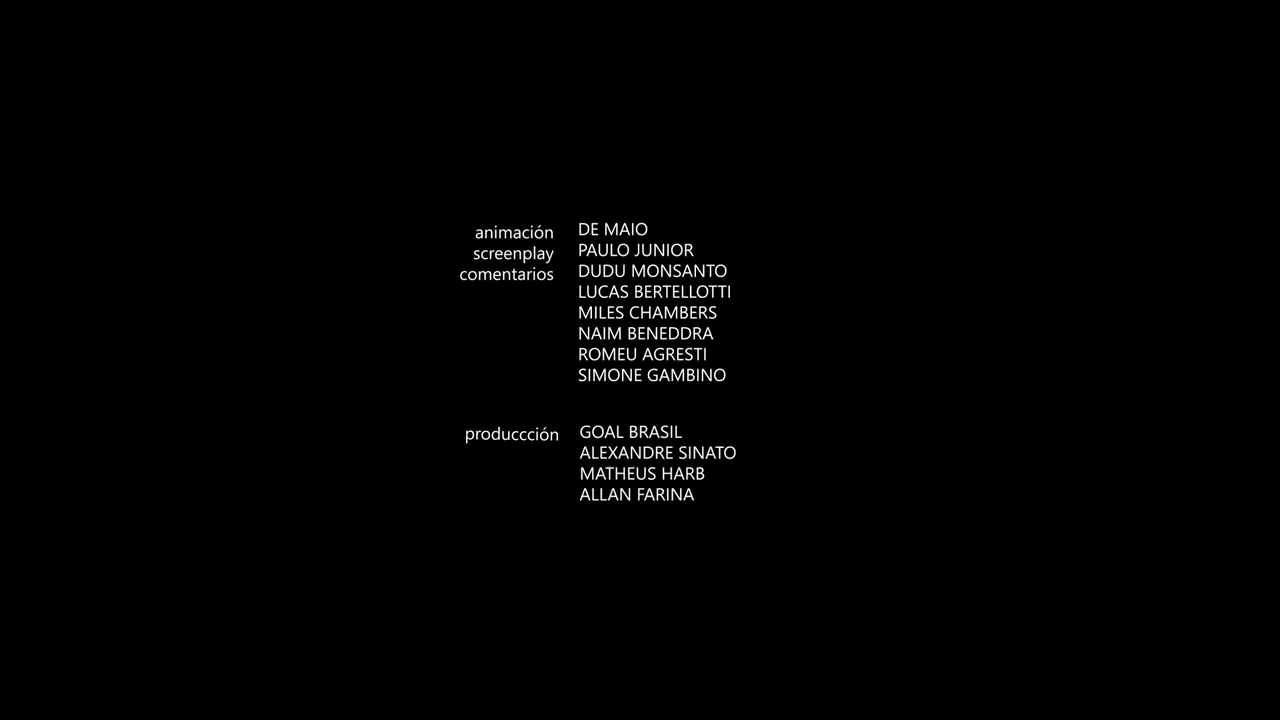 animación DE MAIO
screenplay PAULO JUNIOR
comentarios DUDU MONSANTO
LUCAS BERTELLOTTI
MILES CHAMBERS
NAIM BENEDDRA
ROMEU AGRESTI
SIMONE GAMBINO
produccción GOAL BRASIL
ALEXANDRE SINATO
MATHEUS HARB
ALLAN FARINA